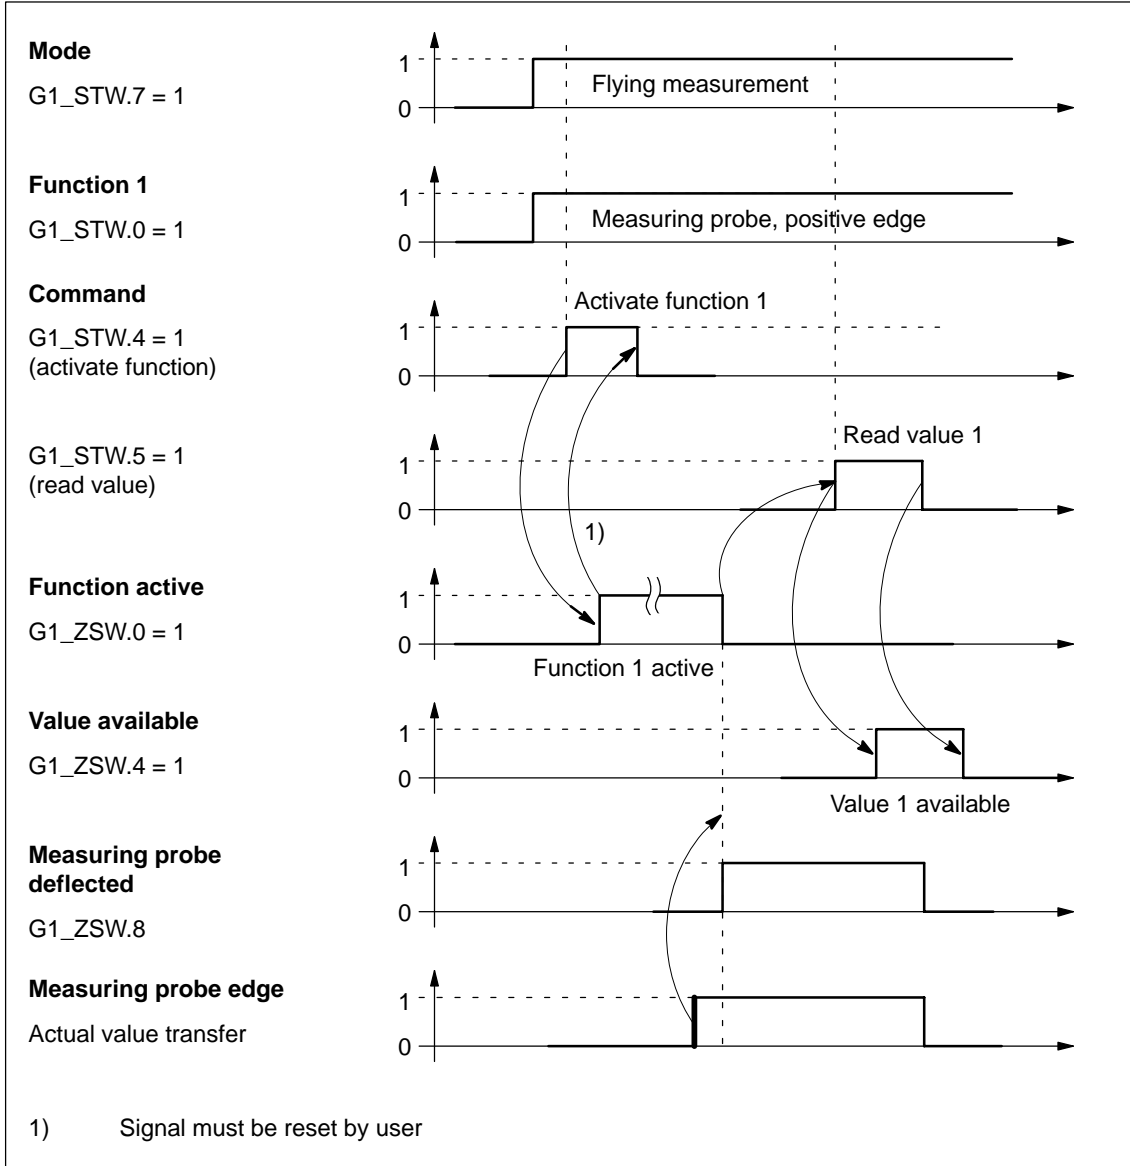 Mode
G1_STW.7 = 1
1
0
Flying measurement
Function 1
G1_STW.0 = 1
1
0
Measuring probe, positive edge
Command
G1_STW.4 = 1
(activate function)
Activate function 1
1
0
G1_STW.5 = 1
(read value)
Read value 1
1
0
1)
Function active
G1_ZSW.0 = 1
1
0
Function 1 active
Value available
G1_ZSW.4 = 1
1
0
Value 1 available
Measuring probe
deflected
G1_ZSW.8
1
0
Measuring probe edge
Actual value transfer
1
0
1) Signal must be reset by user